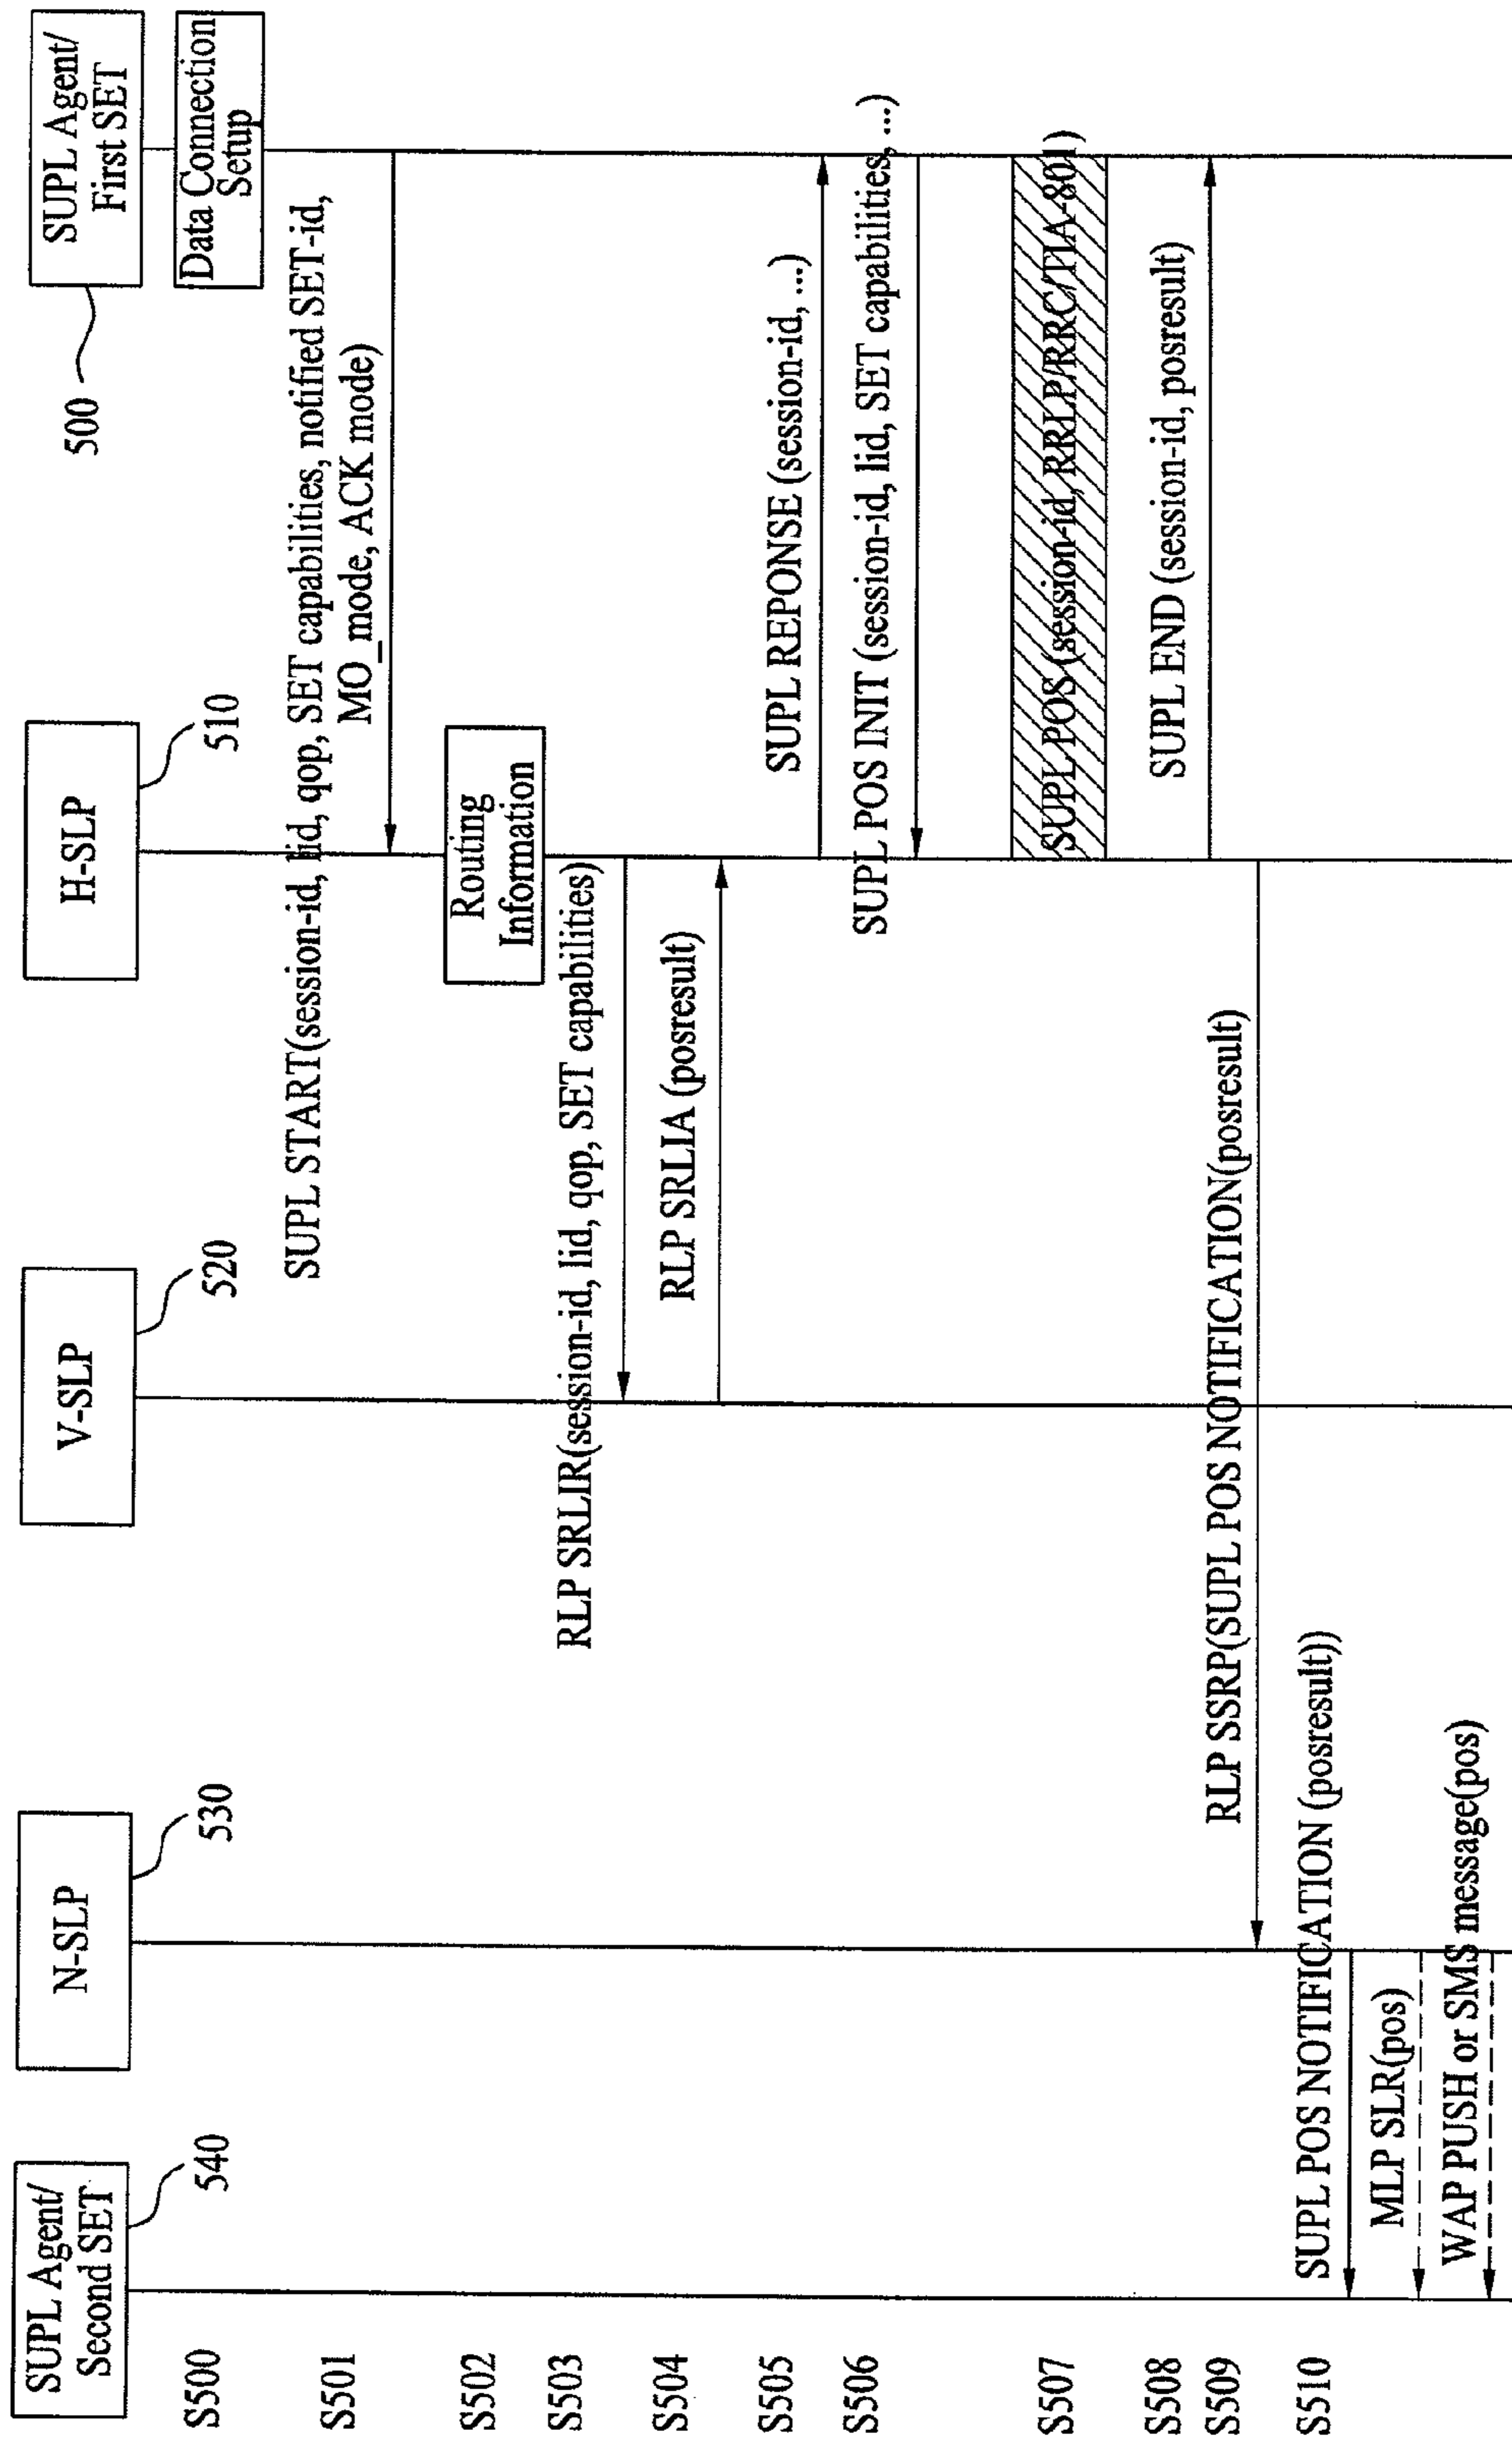 SUPL Agent/
Second SET
540
N-SLP
530
V-SLP
520
H-SLP
510
SUPL Agent/
First SET
500
S500
Data Connection
Setup
S501
SUPL START(session-id, lid, qop, SET capabilities, notified SET-id,
MO_mode, ACK mode)
S502
Routing
Information
S503
RLP SRLIR(session-id, lid, qop, SET capabilities)
S504
RLP SRLIA (posresult)
S505
SUPL REPONSE (session-id, ...)
S506
SUPL POS INIT (session-id, lid, SET capabilities, ...)
S507
SUPL POS (session-id, RRLP/RRC/TIA-801)
S508
SUPL END (session-id, posresult)
S509
RLP SSRP(SUPL POS NOTIFICATION(posresult)
S510
SUPL POS NOTIFICATION (posresult))
MLP SLR(pos)
WAP PUSH or SMS message(pos)